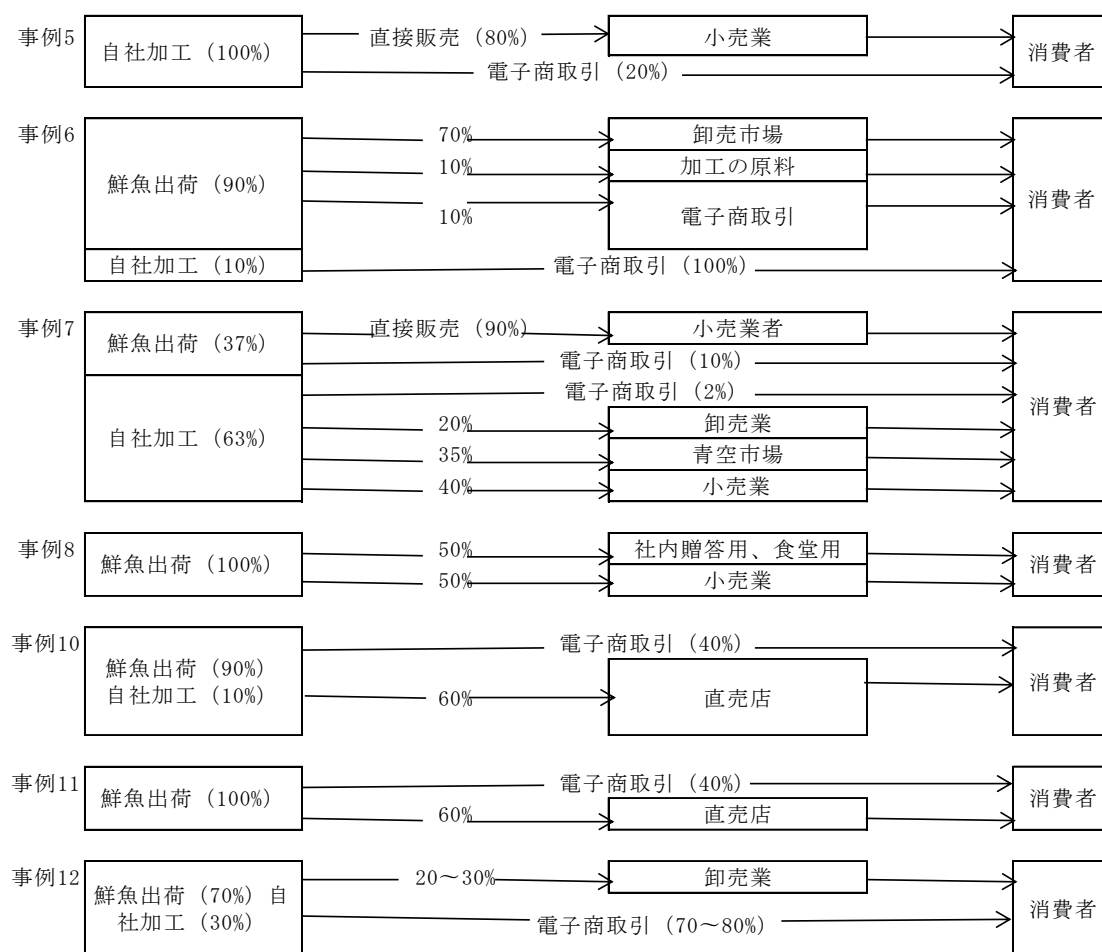 事例5
自社加工 (100%)
直接販売 (80%)
小売業
電子商取引 (20%)
消費者
事例6
鮮魚出荷 (90%)
70%
卸売市場
10%
加工の原料
10%
電子商取引
消費者
自社加工 (10%)
電子商取引 (100%)
事例7
鮮魚出荷 (37%)
直接販売 (90%)
小売業者
電子商取引 (10%)
電子商取引 (2%)
消費者
自社加工 (63%)
20%
卸売業
35%
青空市場
40%
小売業
事例8
鮮魚出荷 (100%)
50%
社内贈答用、食堂用
50%
小売業
消費者
事例10
鮮魚出荷 (90%)
自社加工 (10%)
電子商取引 (40%)
60%
直売店
消費者
事例11
鮮魚出荷 (100%)
電子商取引 (40%)
60%
直売店
消費者
事例12
鮮魚出荷 (70%) 自
社加工 (30%)
20～30%
卸売業
電子商取引 (70～80%)
消費者